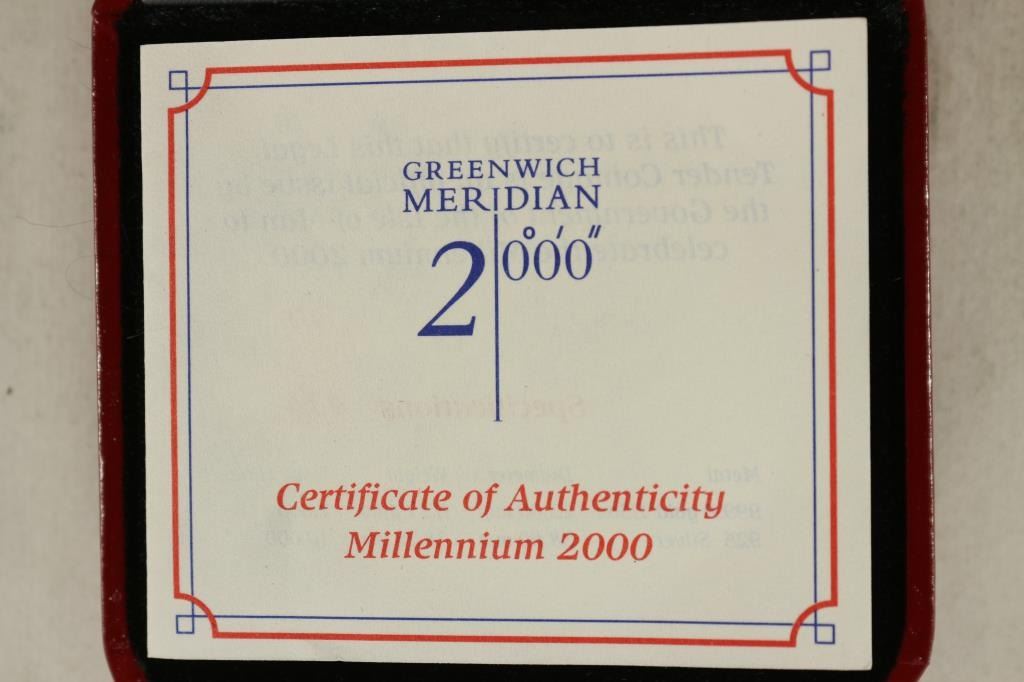 GREENWICH
MERIDIAN
2 0°0′0″
Certificate of Authenticity
Millennium 2000